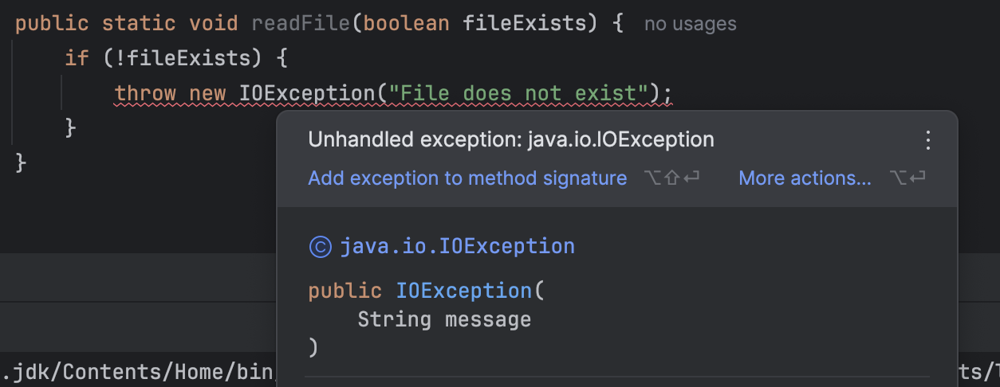 public static void readFile(boolean fileExists) { no usages
if (!fileExists) {
throw new IOException("File does not exist");
}
}
Unhandled exception: java.io.IOException
Add exception to method signature ⌥⇧⏎ More actions... ⌥⏎
© java.io.IOException
public IOException(
String message
)
.jdk/Contents/Home/bin/